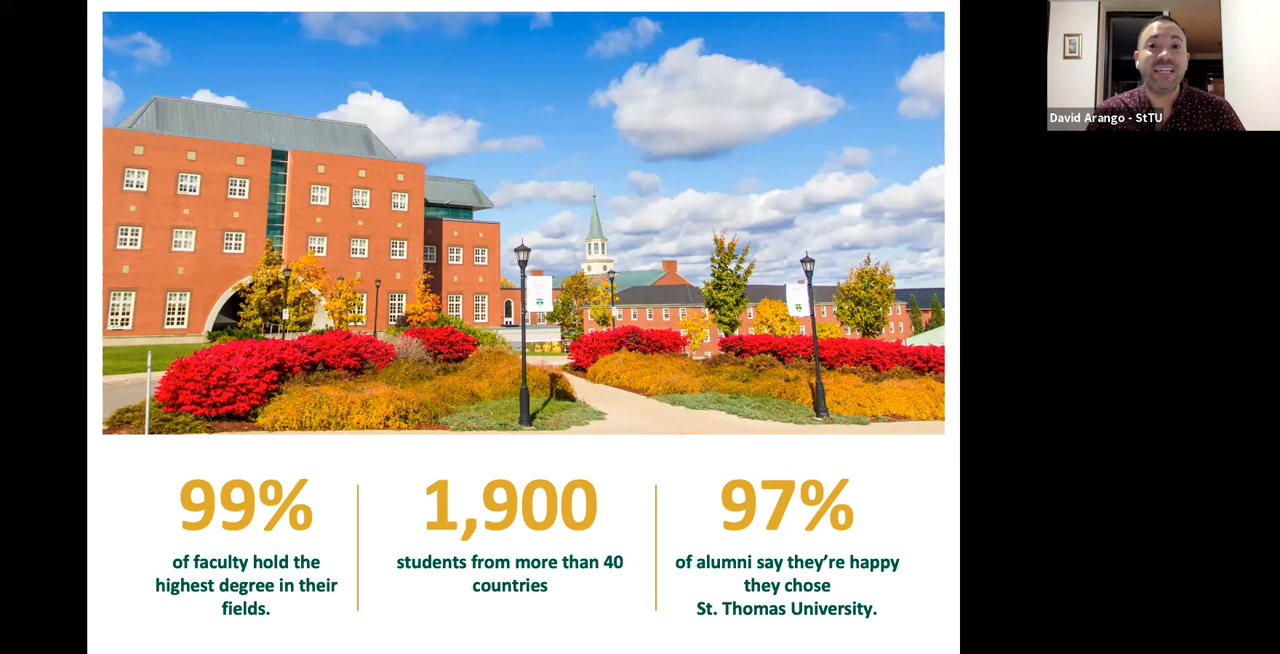 David Arango - StTU
99%
of faculty hold the
highest degree in their
fields.
1,900
students from more than 40
countries
97%
of alumni say they’re happy
they chose
St. Thomas University.